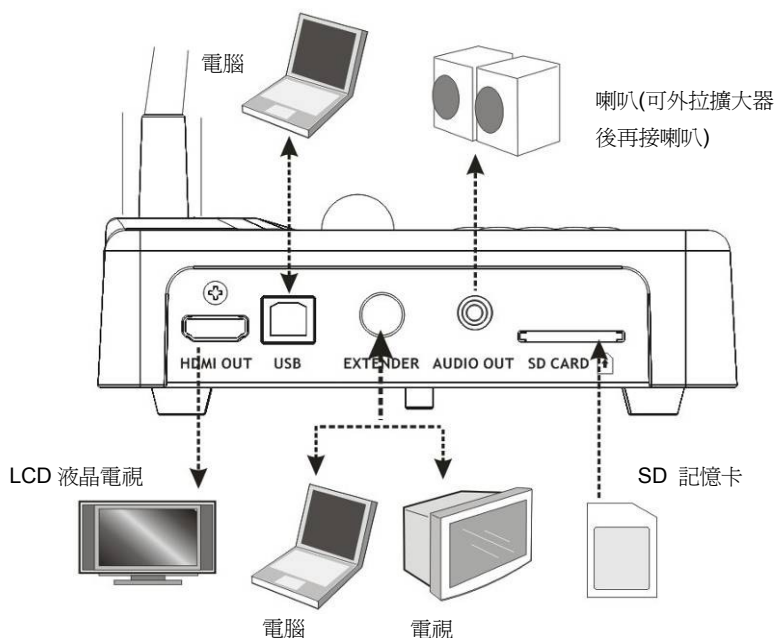 電腦
喇叭(可外拉擴大器
後再接喇叭)
HDMI OUT
USB
EXTENDER
AUDIO OUT
SD CARD
LCD 液晶電視
SD 記憶卡
電腦
電視